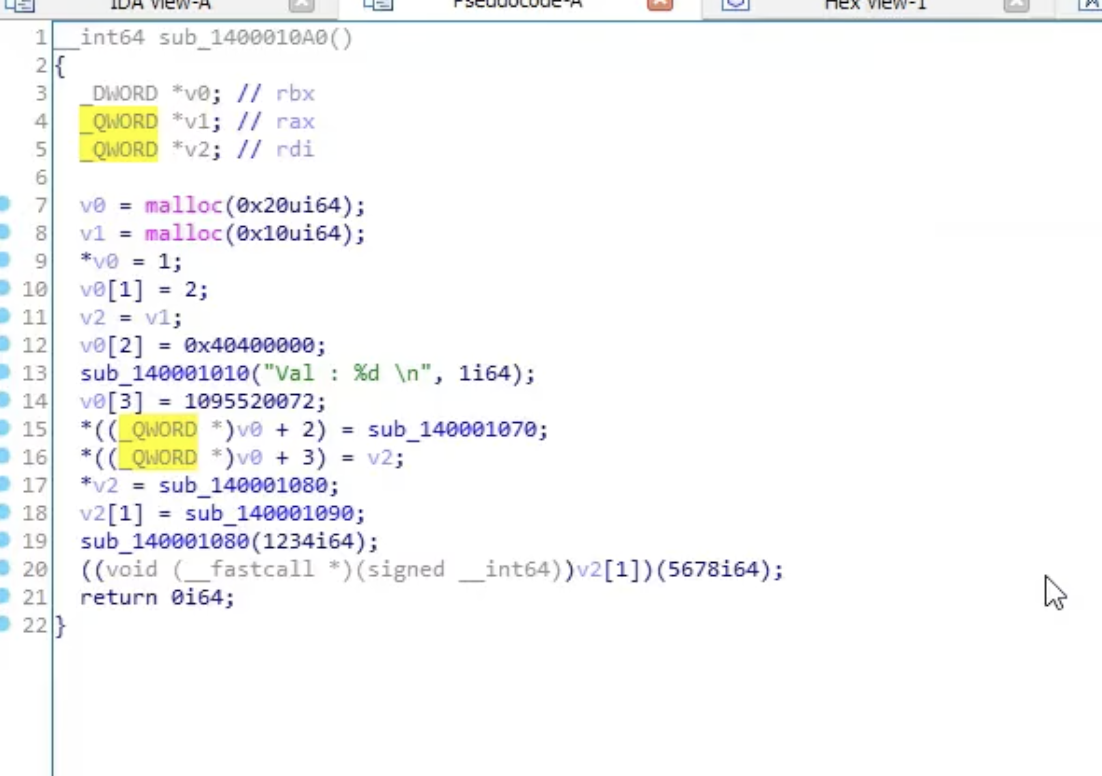 IDA View-A Pseudocode-A Hex View-1
1 __int64 sub_1400010A0()
2 {
3 _DWORD *v0; // rbx
4 _QWORD *v1; // rax
5 _QWORD *v2; // rdi
6
7 v0 = malloc(0x20ui64);
8 v1 = malloc(0x10ui64);
9 *v0 = 1;
10 v0[1] = 2;
11 v2 = v1;
12 v0[2] = 0x40400000;
13 sub_140001010("Val : %d \n", 1i64);
14 v0[3] = 1095520072;
15 *((_QWORD *)v0 + 2) = sub_140001070;
16 *((_QWORD *)v0 + 3) = v2;
17 *v2 = sub_140001080;
18 v2[1] = sub_140001090;
19 sub_140001080(1234i64);
20 ((void (__fastcall *)(signed __int64))v2[1])(5678i64);
21 return 0i64;
22 }